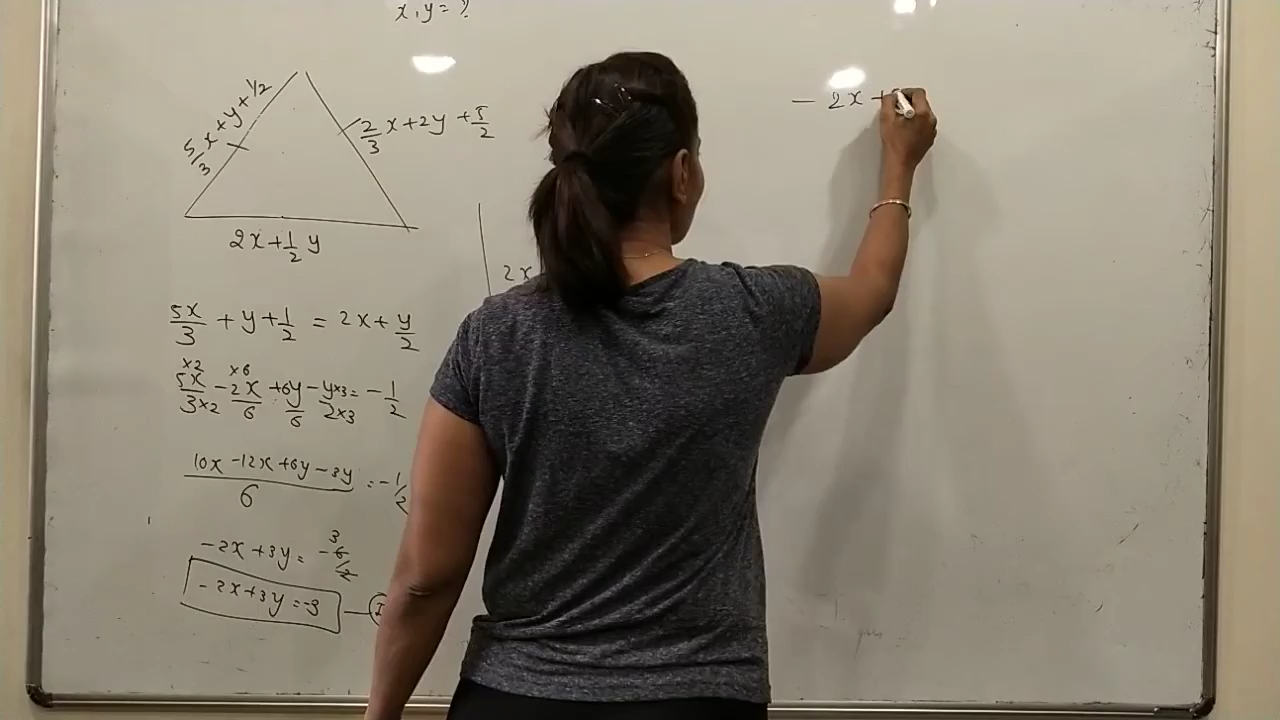 x, y = ?
5/3 x + y + 1/2
2/3 x + 2y + 5/2
2x + 1/2 y
5x/3 + y + 1/2 = 2x + y/2
×2 ×6
5x/3×2 - 2x/6 + 6y/6 - y×3/2×3 = -1/2
10x - 12x + 6y - 3y / 6 = -1/2
-2x + 3y = -6/2 3
-2x + 3y = -3 — I
2x
- 2x +